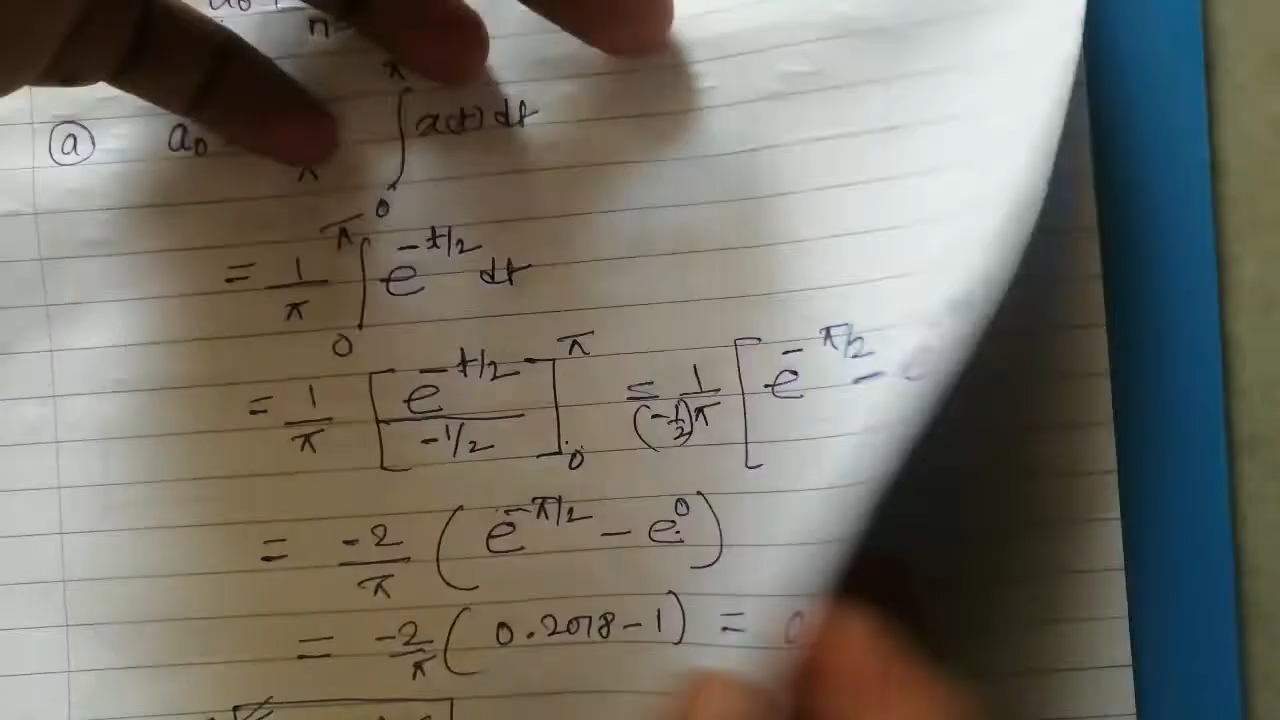 n=
ⓐ a₀ π ∫₀^π x(t) dt
= 1/π ∫₀^π e^{-t/2} dt
= 1/π [ e^{-t/2} / -1/2 ]₀^π = 1/(-1/2)π [ e^{-π/2} -
= -2/π ( e^{-π/2} - e⁰ )
= -2/π ( 0.2078-1 ) = 0